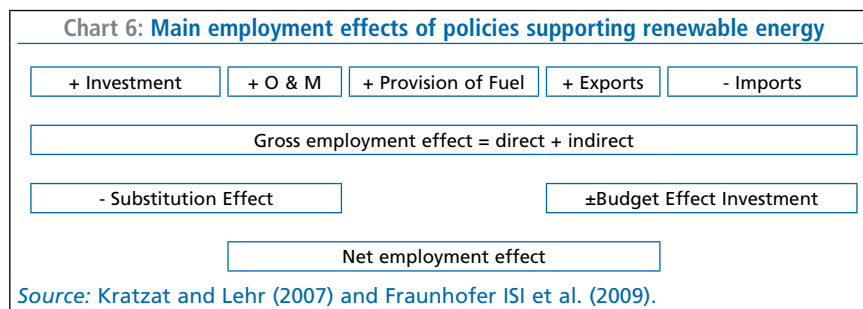 Chart 6: Main employment effects of policies supporting renewable energy
+ Investment + O & M + Provision of Fuel + Exports - Imports
Gross employment effect = direct + indirect
- Substitution Effect ±Budget Effect Investment
Net employment effect
Source: Kratzat and Lehr (2007) and Fraunhofer ISI et al. (2009).